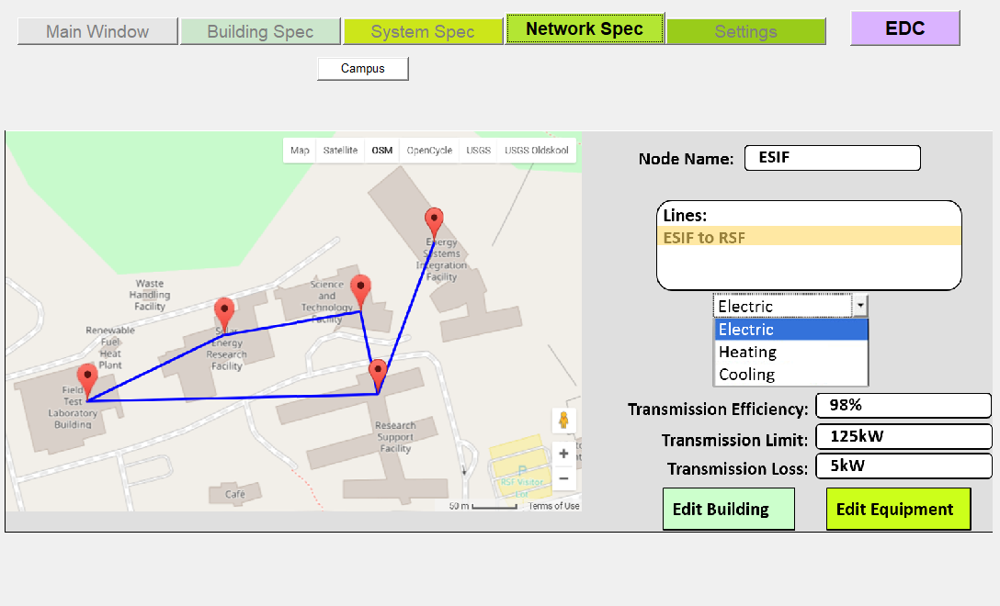 Main Window
Building Spec
System Spec
Network Spec
Settings
EDC
Campus
Map
Satellite
OSM
OpenCycle
USGS
USGS Oldskool
Node Name:
ESIF
Lines:
ESIF to RSF
Electric
Electric
Heating
Cooling
Transmission Efficiency:
98%
Transmission Limit:
125kW
Transmission Loss:
5kW
Edit Building
Edit Equipment
Energy
Systems
Integration
Facility
Science
and
Technology
Facility
Waste
Handling
Facility
Solar
Energy
Research
Facility
Renewable
Fuel
Heat
Plant
Field
Test
Laboratory
Building
Research
Support
Facility
Café
P
RSF Visitor
Lot
+
−
50 m
Terms of Use